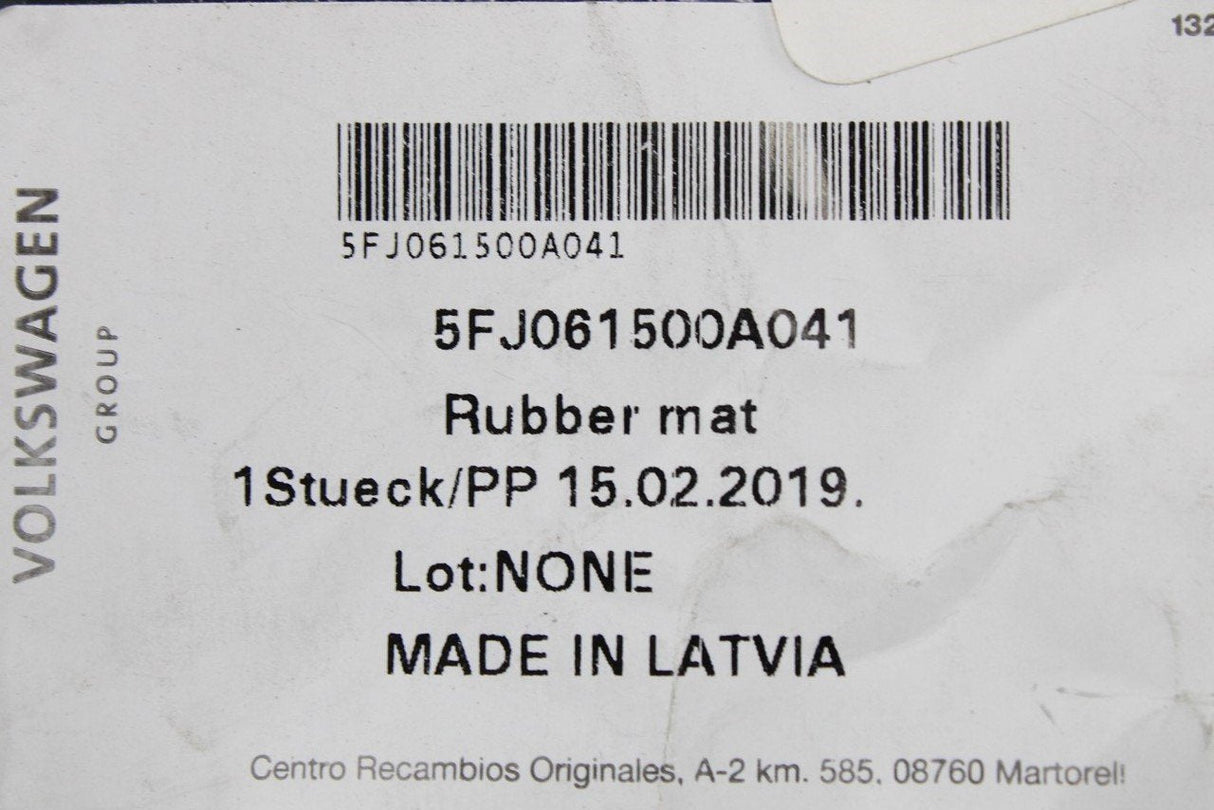 132
VOLKSWAGEN
GROUP
5FJ061500A041
5FJ061500A041
Rubber mat
1Stueck/PP 15.02.2019.
Lot:NONE
MADE IN LATVIA
Centro Recambios Originales, A-2 km. 585. 08760 Martorell